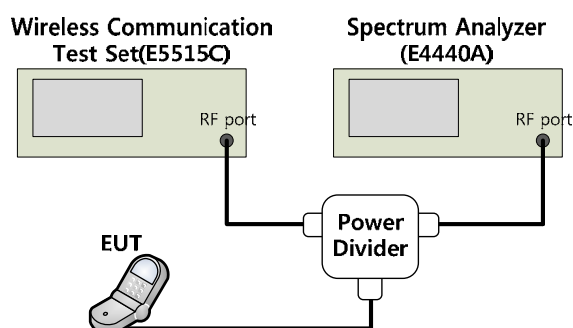 Wireless Communication
Test Set(E5515C)
Spectrum Analyzer
(E4440A)
RF port
RF port
Power
Divider
EUT